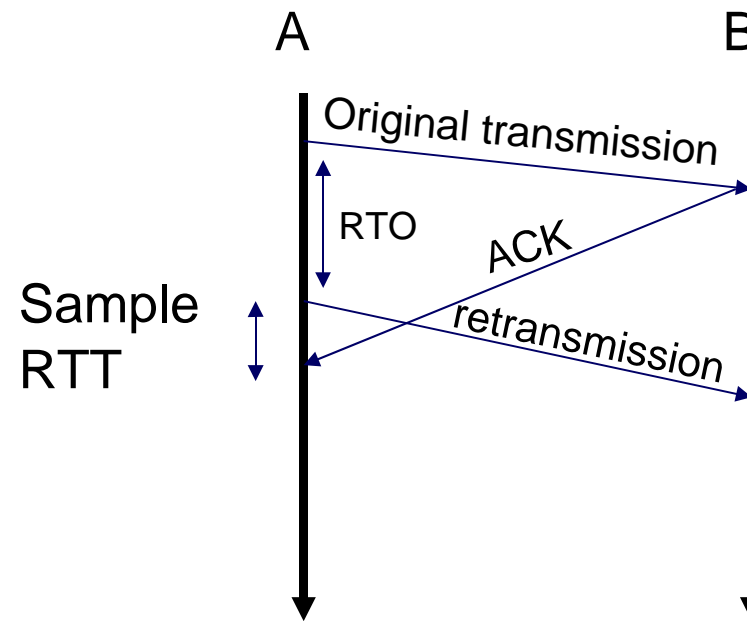 A
B
Original transmission
RTO
ACK
Sample
RTT
retransmission